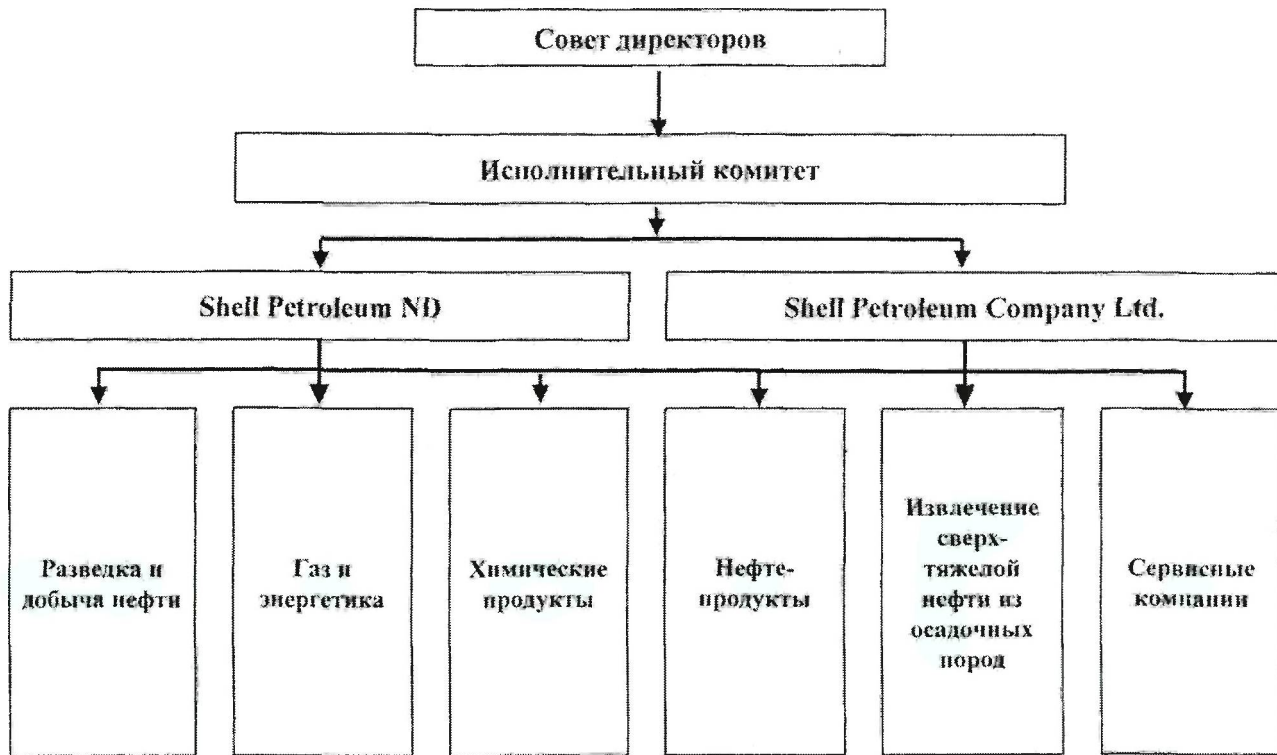 Совет директоров
Исполнительный комитет
Shell Petroleum ND
Shell Petroleum Company Ltd.
Разведка и
добыча нефти
Газ и
энергетика
Химические
продукты
Нефте-
продукты
Извлечение
сверх-
тяжелой
нефти из
осадочных
пород
Сервисные
компании